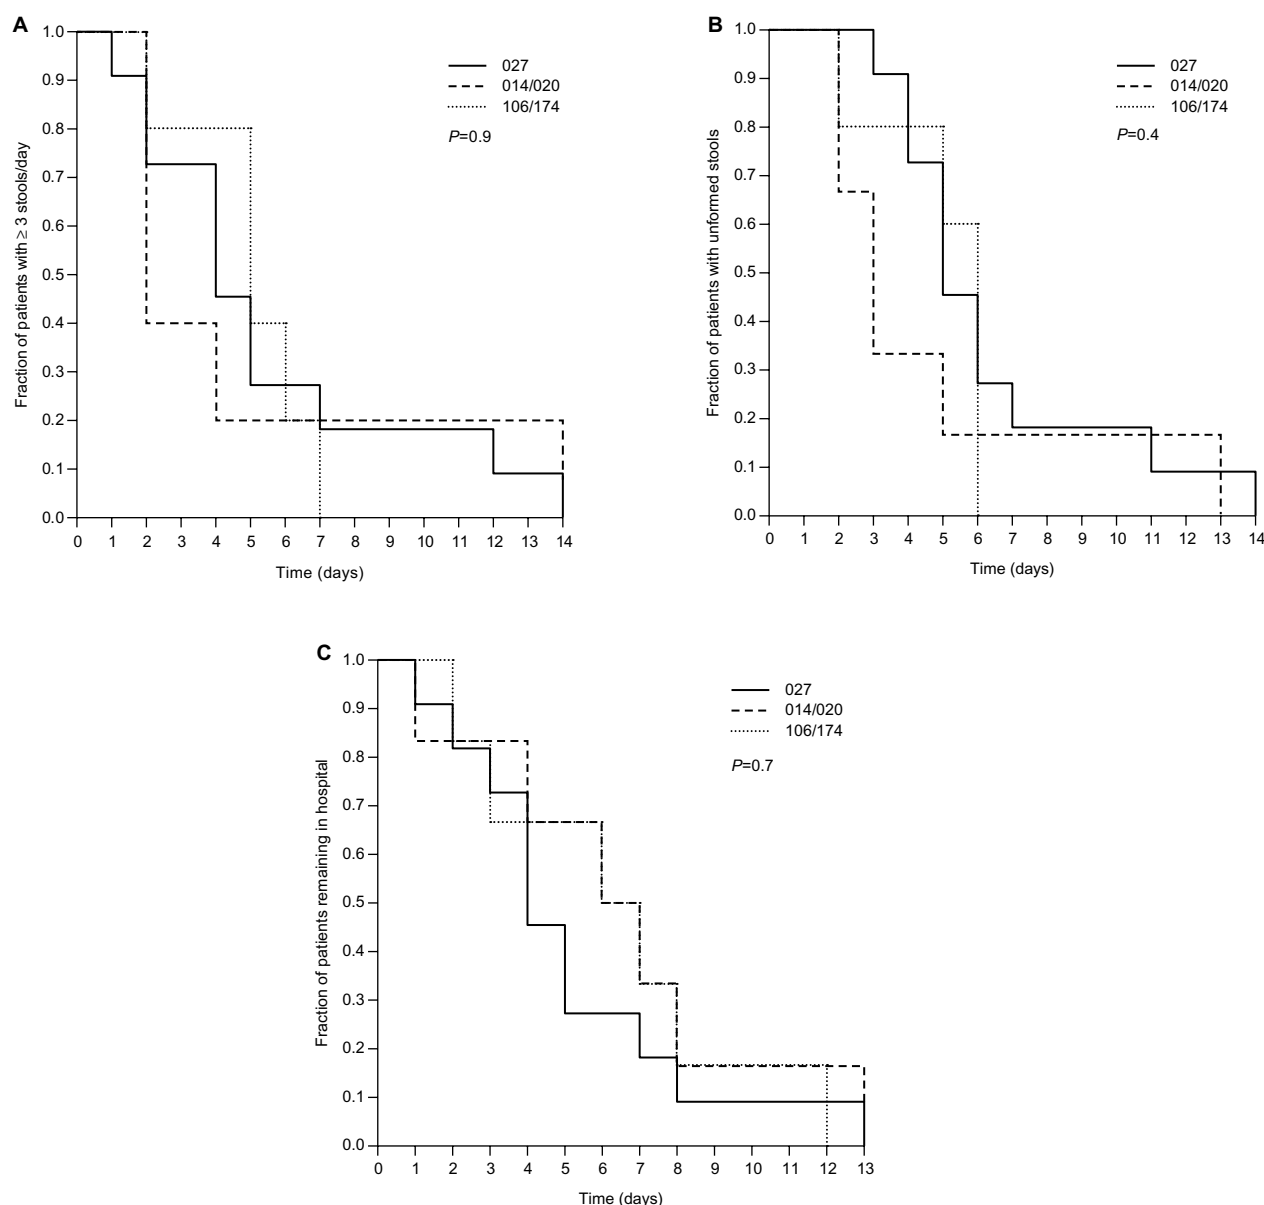 A
Fraction of patients with ≥ 3 stools/day
1.0
0.9
0.8
0.7
0.6
0.5
0.4
0.3
0.2
0.1
0.0
027
014/020
106/174
P=0.9
0 1 2 3 4 5 6 7 8 9 10 11 12 13 14
Time (days)
B
Fraction of patients with unformed stools
1.0
0.9
0.8
0.7
0.6
0.5
0.4
0.3
0.2
0.1
0.0
027
014/020
106/174
P=0.4
0 1 2 3 4 5 6 7 8 9 10 11 12 13 14
Time (days)
C
Fraction of patients remaining in hospital
1.0
0.9
0.8
0.7
0.6
0.5
0.4
0.3
0.2
0.1
0.0
027
014/020
106/174
P=0.7
0 1 2 3 4 5 6 7 8 9 10 11 12 13
Time (days)